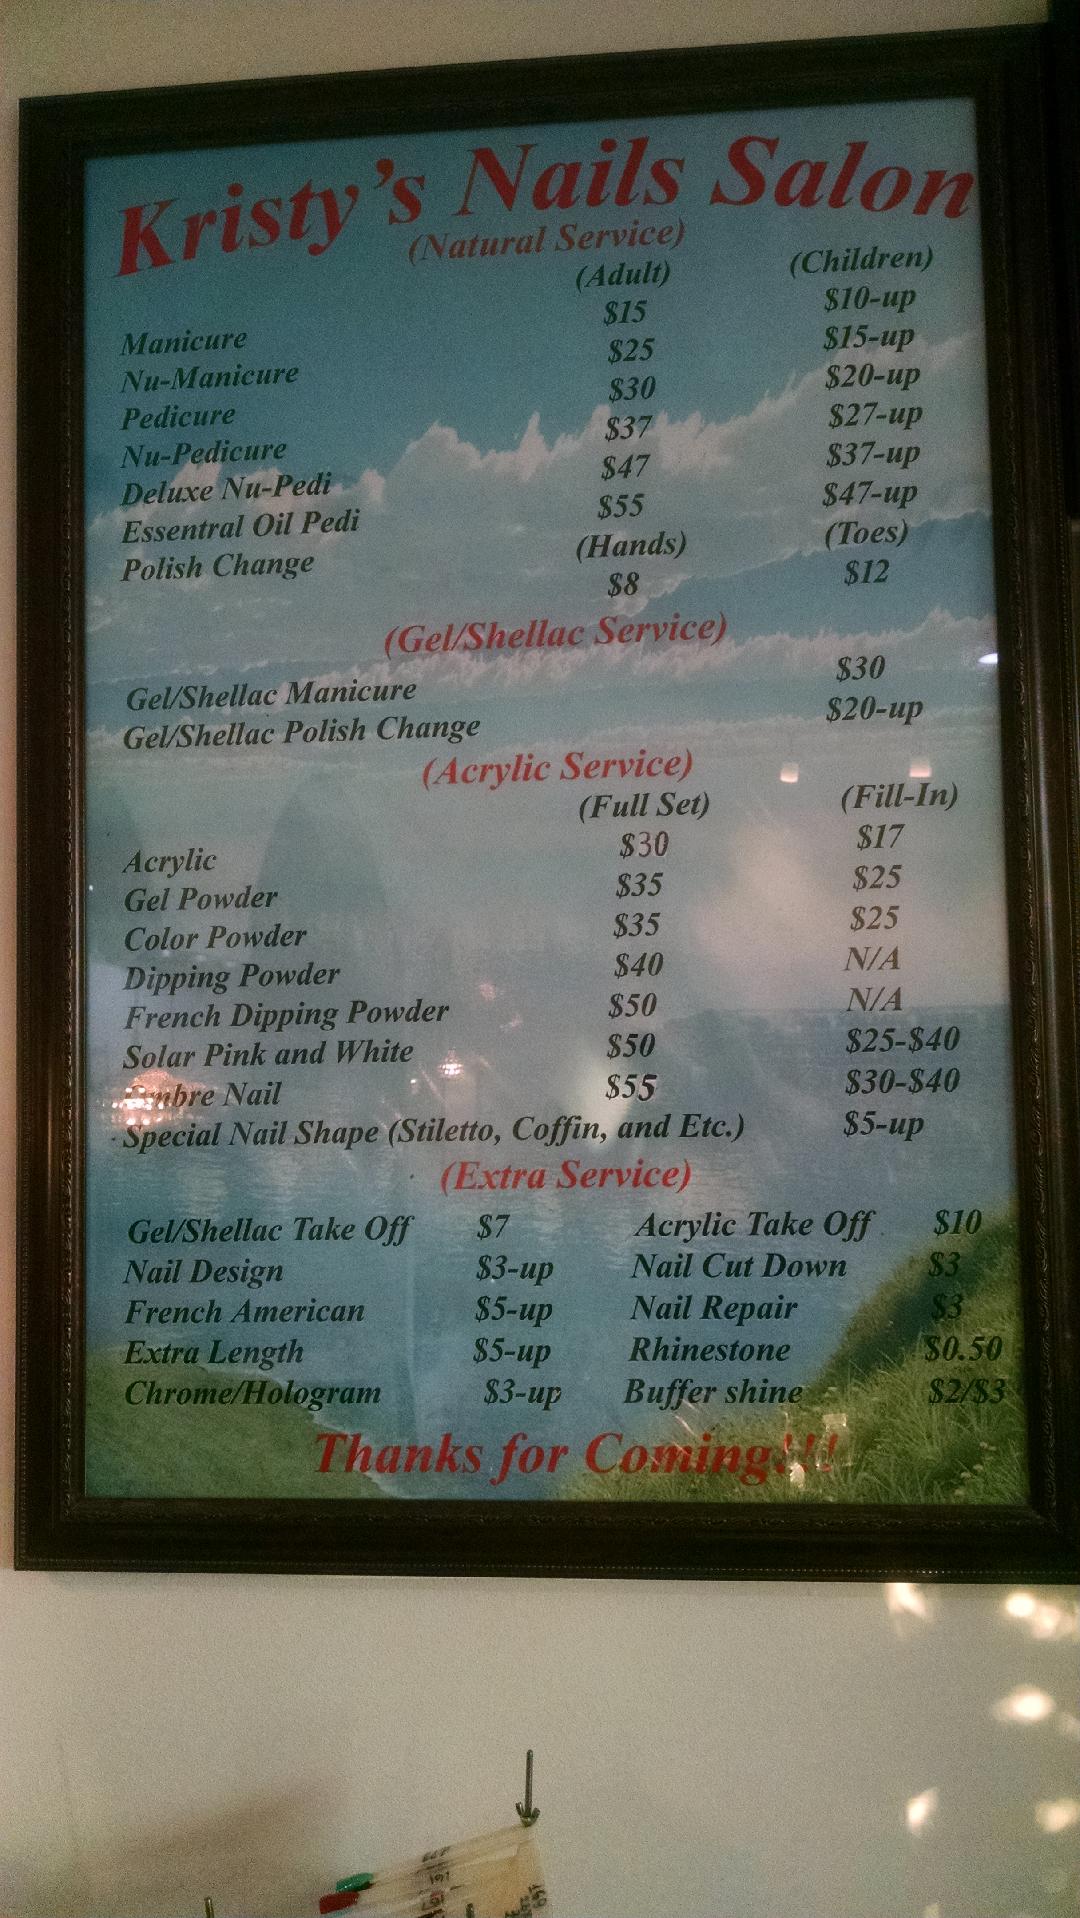 Kristy's Nails Salon
(Natural Service)
(Adult) (Children)
Manicure $15 $10-up
Nu-Manicure $25 $15-up
Pedicure $30 $20-up
Nu-Pedicure $37 $27-up
Deluxe Nu-Pedi $47 $37-up
Essentral Oil Pedi $55 $47-up
(Hands) (Toes)
Polish Change $8 $12
(Gel/Shellac Service)
Gel/Shellac Manicure $30
Gel/Shellac Polish Change $20-up
(Acrylic Service)
(Full Set) (Fill-In)
Acrylic $30 $17
Gel Powder $35 $25
Color Powder $35 $25
Dipping Powder $40 N/A
French Dipping Powder $50 N/A
Solar Pink and White $50 $25-$40
Ombre Nail $55 $30-$40
Special Nail Shape (Stiletto, Coffin, and Etc.) $5-up
(Extra Service)
Gel/Shellac Take Off $7 Acrylic Take Off $10
Nail Design $3-up Nail Cut Down $3
French American $5-up Nail Repair $3
Extra Length $5-up Rhinestone $0.50
Chrome/Hologram $3-up Buffer shine $2/$3
Thanks for Coming!!!